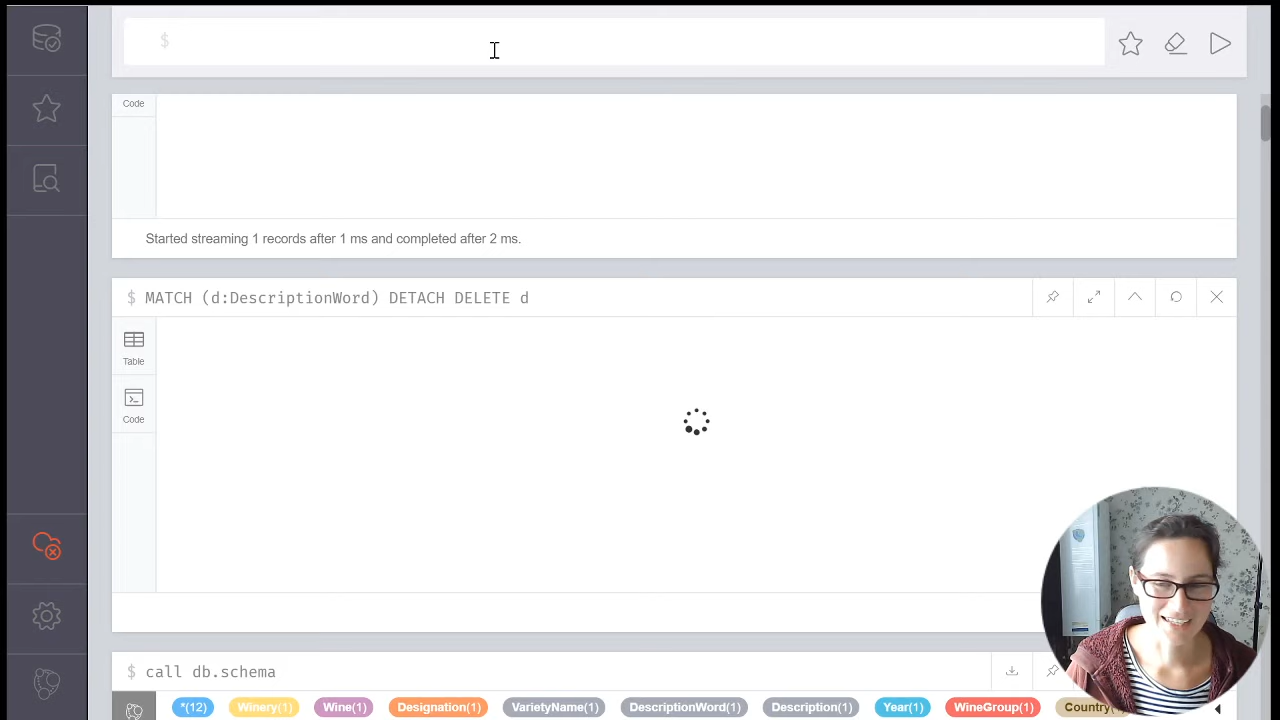 $
Code
Started streaming 1 records after 1 ms and completed after 2 ms.
$ MATCH (d:DescriptionWord) DETACH DELETE d
Table
Code
$ call db.schema
*(12) Winery(1) Wine(1) Designation(1) VarietyName(1) DescriptionWord(1) Description(1) Year(1) WineGroup(1) Country(